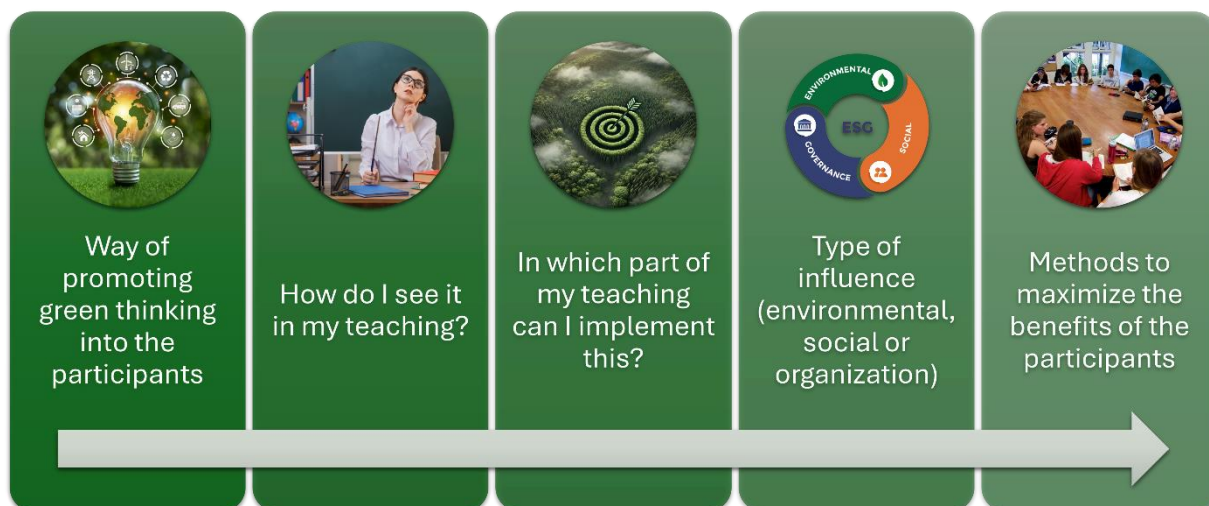 Way of
promoting
green thinking
into the
participants
How do I see it
in my teaching?
In which part of
my teaching
can I implement
this?
ENVIRONMENTAL
SOCIAL
GOVERNANCE
ESG
Type of
influence
(environmental,
social or
organization)
Methods to
maximize the
benefits of the
participants